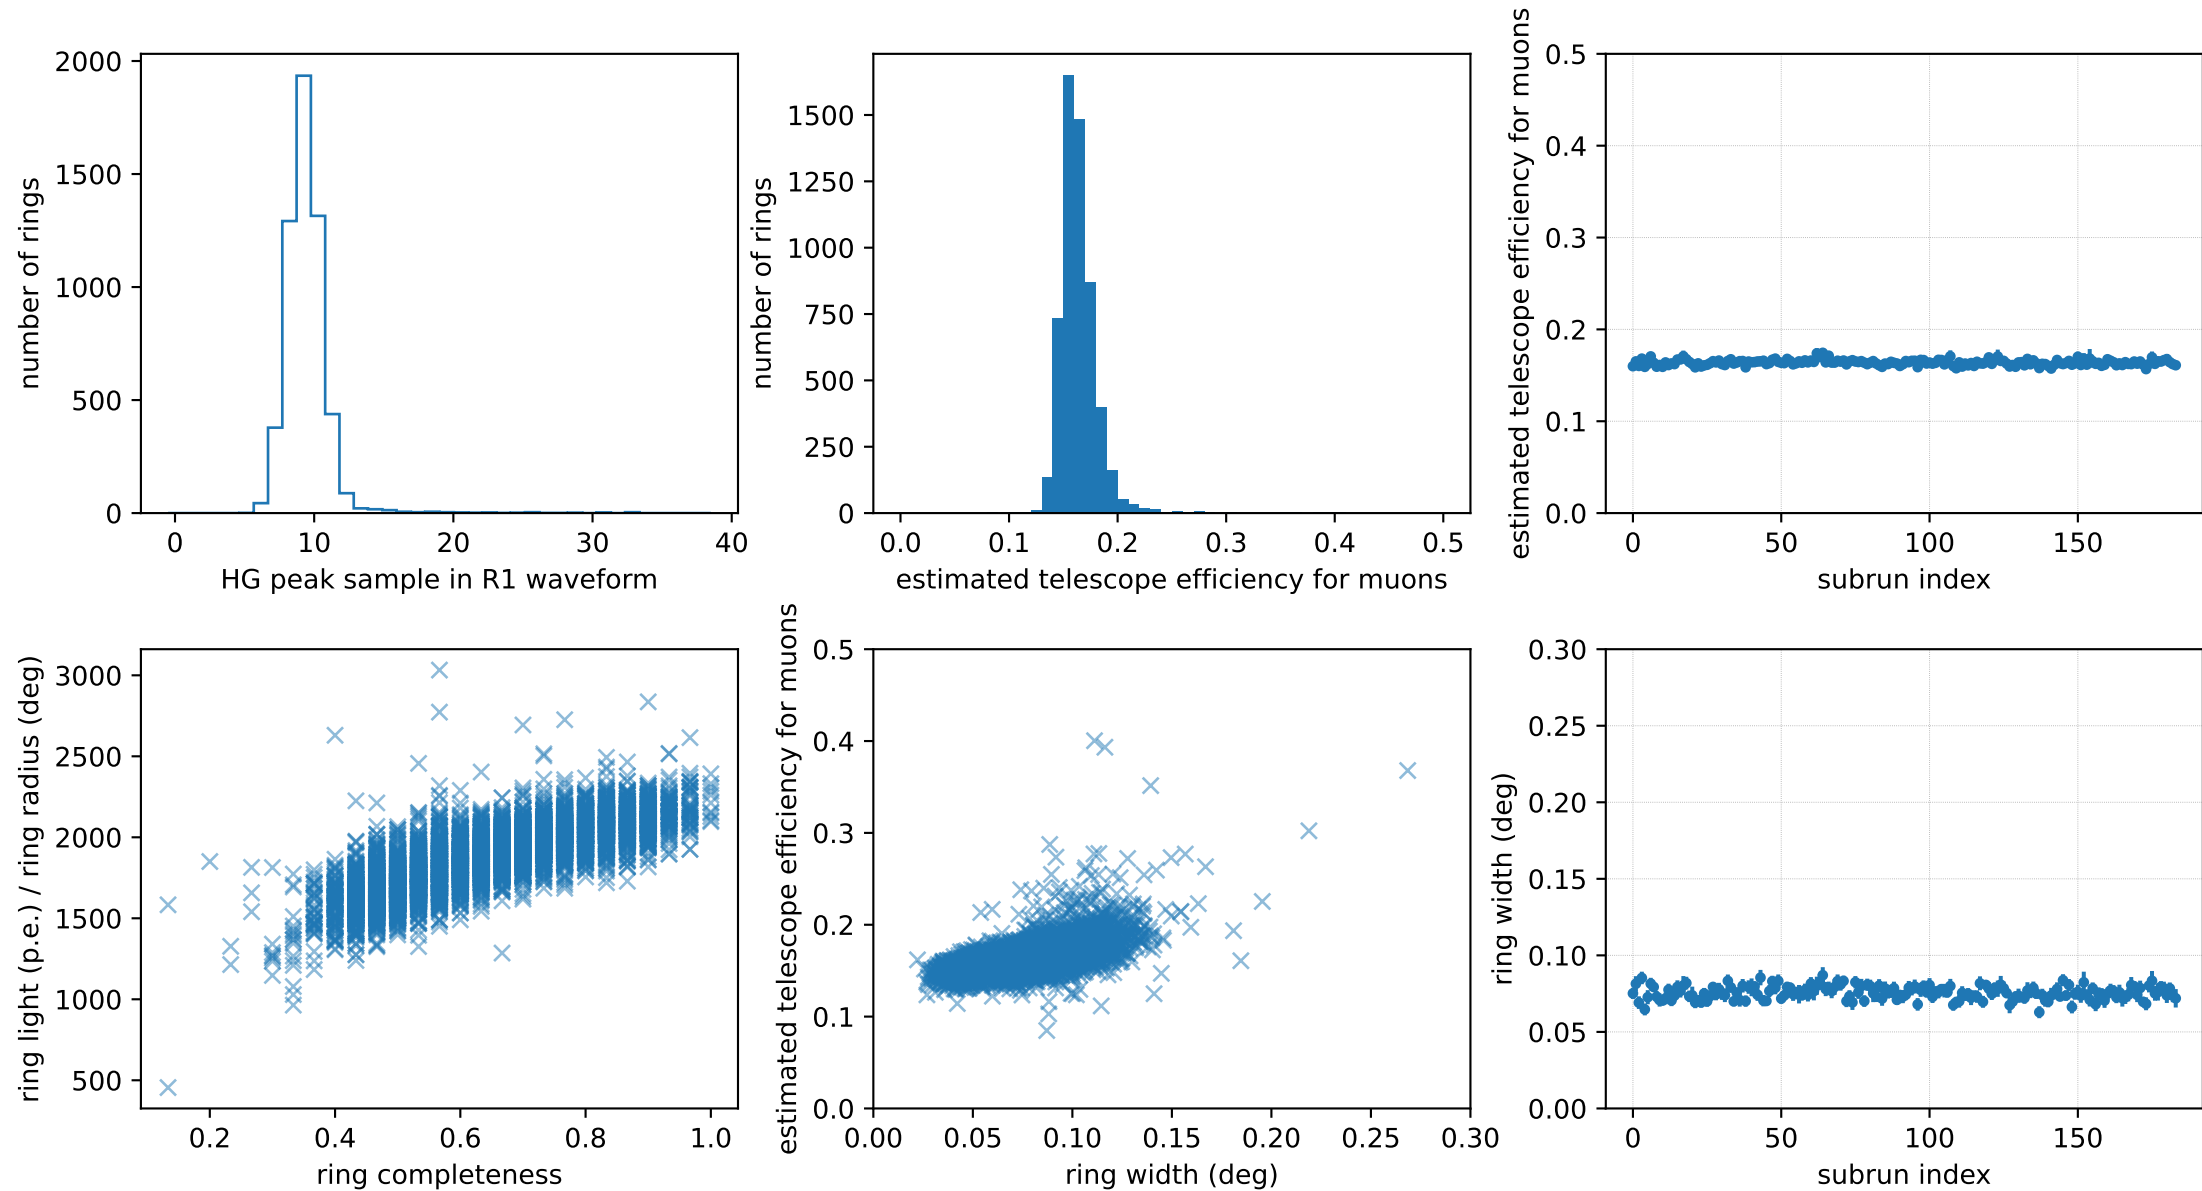 2000
1500
1000
500
0
number of rings
0 10 20 30 40
HG peak sample in R1 waveform
1500
1250
1000
750
500
250
0
number of rings
0.0 0.1 0.2 0.3 0.4 0.5
estimated telescope efficiency for muons
0.5
0.4
0.3
0.2
0.1
0.0
estimated telescope efficiency for muons
0 50 100 150
subrun index
3000
2500
2000
1500
1000
500
ring light (p.e.) / ring radius (deg)
0.2 0.4 0.6 0.8 1.0
ring completeness
0.5
0.4
0.3
0.2
0.1
0.0
estimated telescope efficiency for muons
0.00 0.05 0.10 0.15 0.20 0.25 0.30
ring width (deg)
0.30
0.25
0.20
0.15
0.10
0.05
0.00
ring width (deg)
0 50 100 150
subrun index